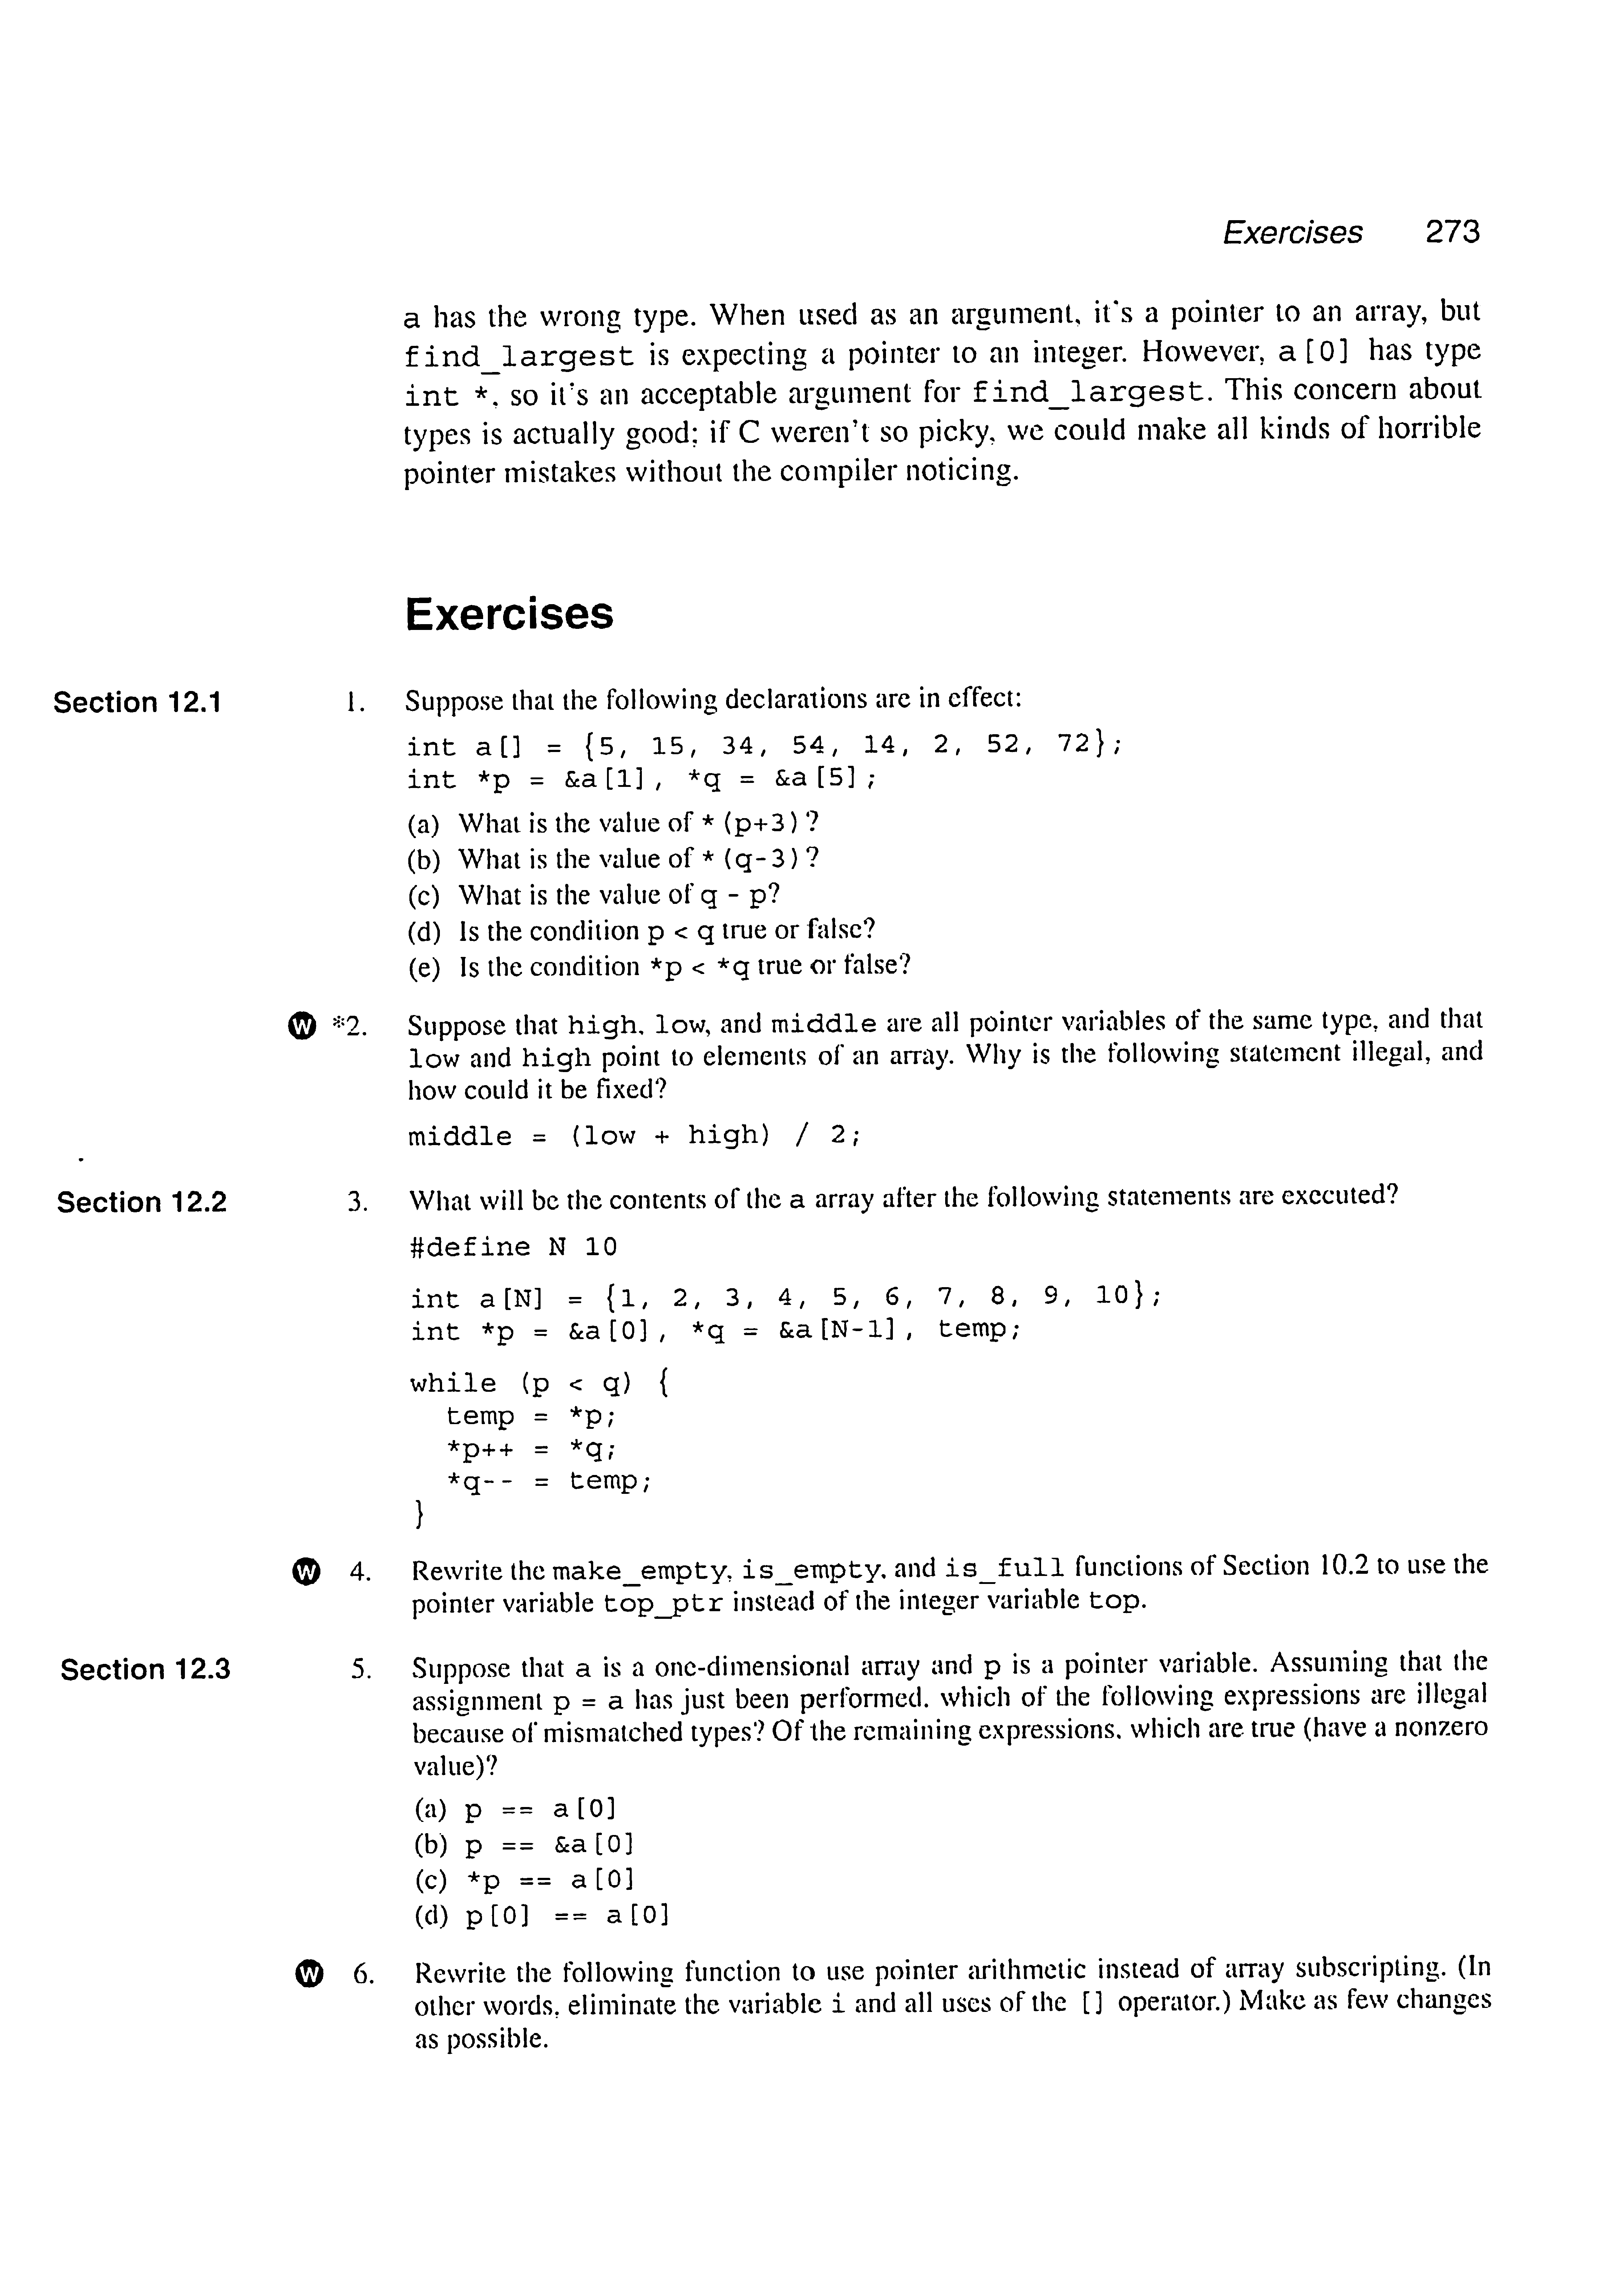 Exercises 273
a has the wrong type. When used as an argument, it's a pointer to an array, but
find_largest is expecting a pointer to an integer. However, a[0] has type
int *, so it's an acceptable argument for find_largest. This concern about
types is actually good; if C weren't so picky, we could make all kinds of horrible
pointer mistakes without the compiler noticing.
Exercises
Section 12.1 1. Suppose that the following declarations are in effect:
int a[] = {5, 15, 34, 54, 14, 2, 52, 72};
int *p = &a[1], *q = &a[5];
(a) What is the value of *(p+3)?
(b) What is the value of *(q-3)?
(c) What is the value of q - p?
(d) Is the condition p < q true or false?
(e) Is the condition *p < *q true or false?
W *2. Suppose that high, low, and middle are all pointer variables of the same type, and that
low and high point to elements of an array. Why is the following statement illegal, and
how could it be fixed?
middle = (low + high) / 2;
Section 12.2 3. What will be the contents of the a array after the following statements are executed?
#define N 10
int a[N] = {1, 2, 3, 4, 5, 6, 7, 8, 9, 10};
int *p = &a[0], *q = &a[N-1], temp;
while (p < q) {
temp = *p;
*p++ = *q;
*q-- = temp;
}
W 4. Rewrite the make_empty, is_empty, and is_full functions of Section 10.2 to use the
pointer variable top_ptr instead of the integer variable top.
Section 12.3 5. Suppose that a is a one-dimensional array and p is a pointer variable. Assuming that the
assignment p = a has just been performed, which of the following expressions are illegal
because of mismatched types? Of the remaining expressions, which are true (have a nonzero
value)?
(a) p == a[0]
(b) p == &a[0]
(c) *p == a[0]
(d) p[0] == a[0]
W 6. Rewrite the following function to use pointer arithmetic instead of array subscripting. (In
other words, eliminate the variable i and all uses of the [] operator.) Make as few changes
as possible.